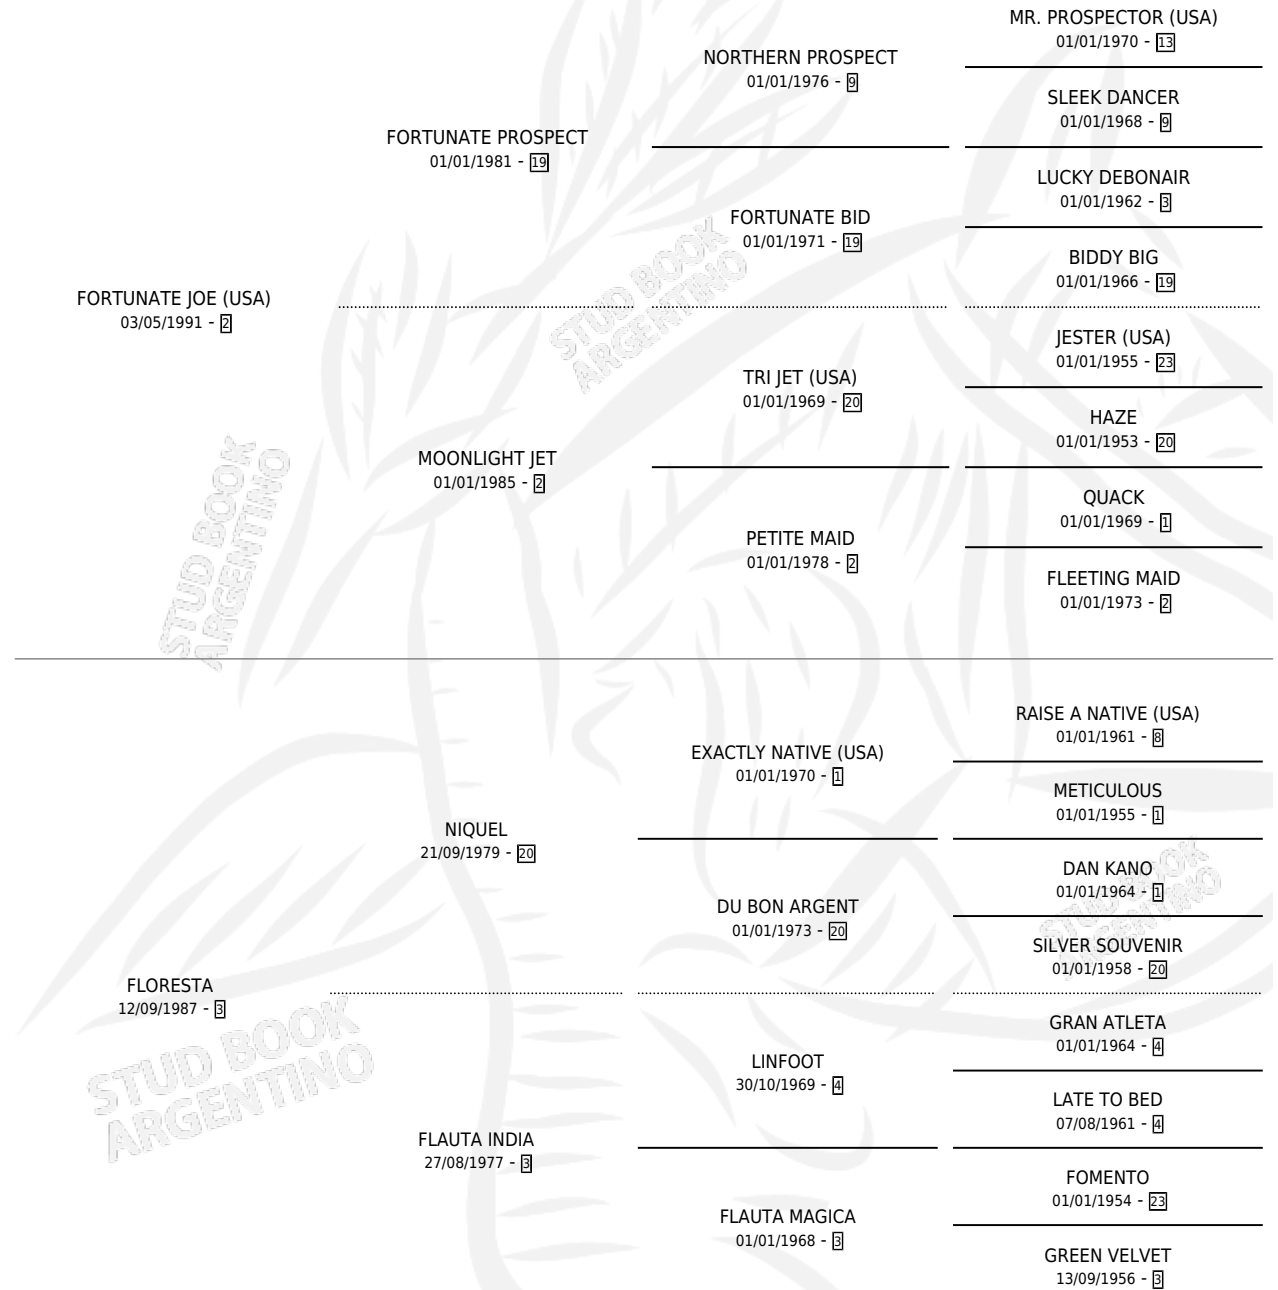 MR. PROSPECTOR (USA)
01/01/1970 - 13
NORTHERN PROSPECT
01/01/1976 - 9
SLEEK DANCER
01/01/1968 - 9
FORTUNATE PROSPECT
01/01/1981 - 19
LUCKY DEBONAIR
01/01/1962 - 3
FORTUNATE BID
01/01/1971 - 19
BIDDY BIG
01/01/1966 - 19
FORTUNATE JOE (USA)
03/05/1991 - 2
STUD BOOK
ARGENTINO
JESTER (USA)
01/01/1955 - 23
TRI JET (USA)
01/01/1969 - 20
HAZE
01/01/1953 - 20
MOONLIGHT JET
01/01/1985 - 2
QUACK
01/01/1969 - 1
PETITE MAID
01/01/1978 - 2
FLEETING MAID
01/01/1973 - 2
STUD BOOK
ARGENTINO
RAISE A NATIVE (USA)
01/01/1961 - 8
EXACTLY NATIVE (USA)
01/01/1970 - 1
METICULOUS
01/01/1955 - 1
NIQUEL
21/09/1979 - 20
DAN KANO
01/01/1964 - 1
DU BON ARGENT
01/01/1973 - 20
STUD BOOK
ARGENTINO
SILVER SOUVENIR
01/01/1958 - 20
FLORESTA
12/09/1987 - 3
GRAN ATLETA
01/01/1964 - 4
LINFOOT
30/10/1969 - 4
LATE TO BED
07/08/1961 - 4
STUD BOOK
ARGENTINO
FLAUTA INDIA
27/08/1977 - 3
FOMENTO
01/01/1954 - 23
FLAUTA MAGICA
01/01/1968 - 3
GREEN VELVET
13/09/1956 - 3